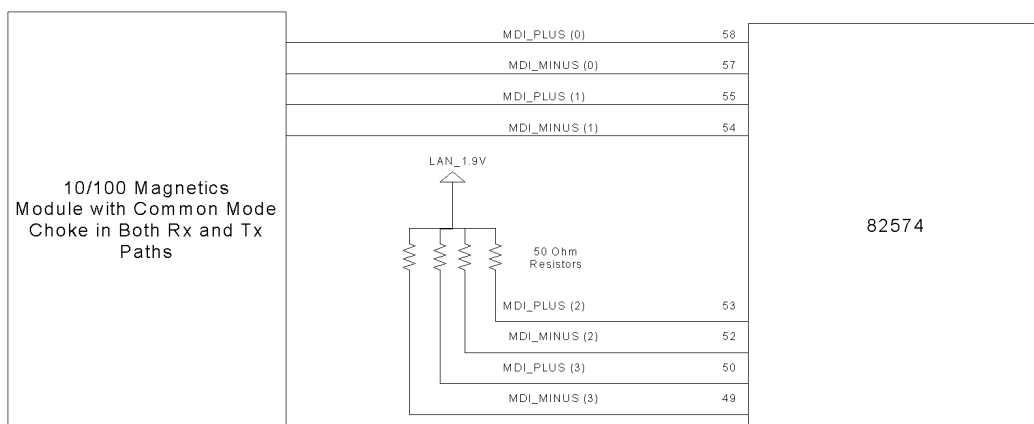 MDI_PLUS (0) 58
MDI_MINUS (0) 57
MDI_PLUS (1) 55
MDI_MINUS (1) 54
LAN_1.9V
10/100 Magnetics
Module with Common Mode
Choke in Both Rx and Tx
Paths
82574
50 Ohm
Resistors
MDI_PLUS (2) 53
MDI_MINUS (2) 52
MDI_PLUS (3) 50
MDI_MINUS (3) 49